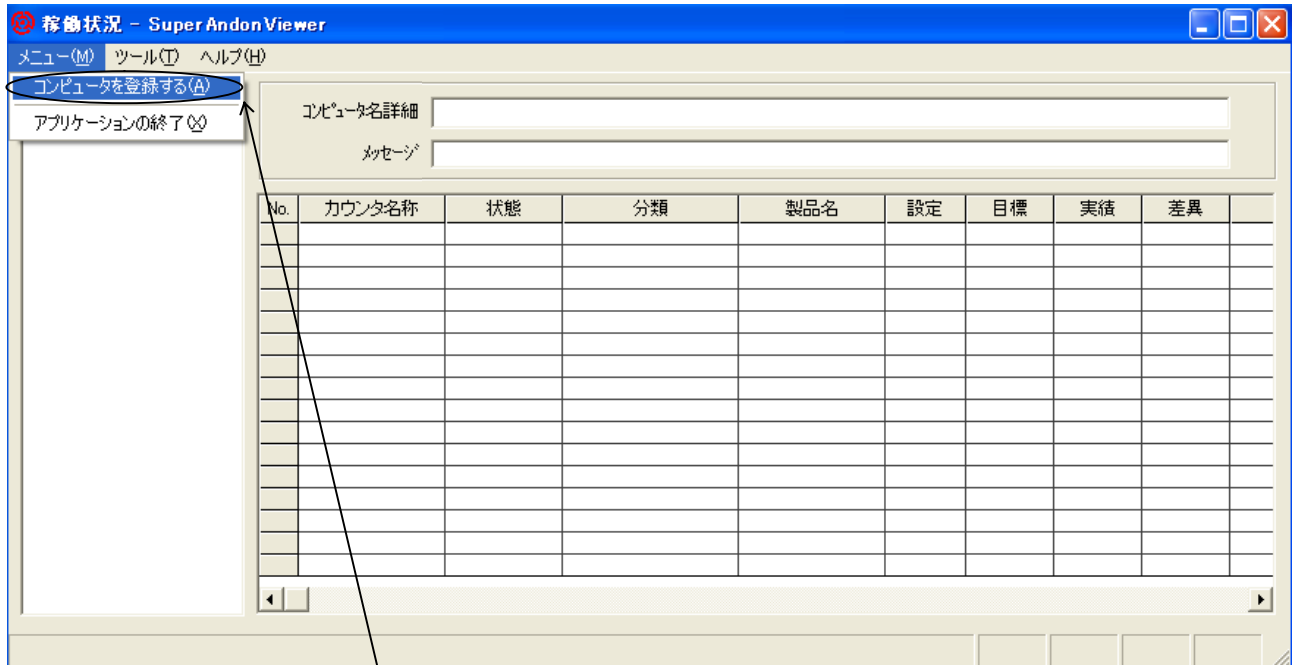 稼働状況 - Super Andon Viewer
メニュー(M) ツール(T) ヘルプ(H)
コンピュータを登録する(A)
アプリケーションの終了(X)
コンピュータ名詳細
メッセージ
No. カウンタ名称 状態 分類 製品名 設定 目標 実績 差異